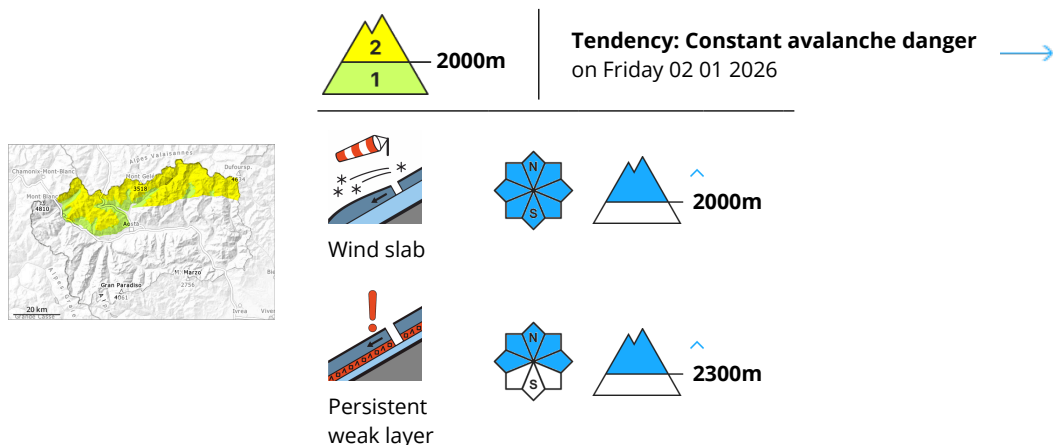 2
1
2000m
Tendency: Constant avalanche danger
on Friday 02 01 2026
Alpes Valaisannes
Chamonix-Mont-Blanc
Dufoursp.
Mont Gelé
3518
Mont Blanc
4810
Aosta
M. Marzo
2756
Gran Paradiso
4061
20 km
Ivrea
N
S
2000m
Wind slab
N
S
2300m
Persistent
weak layer